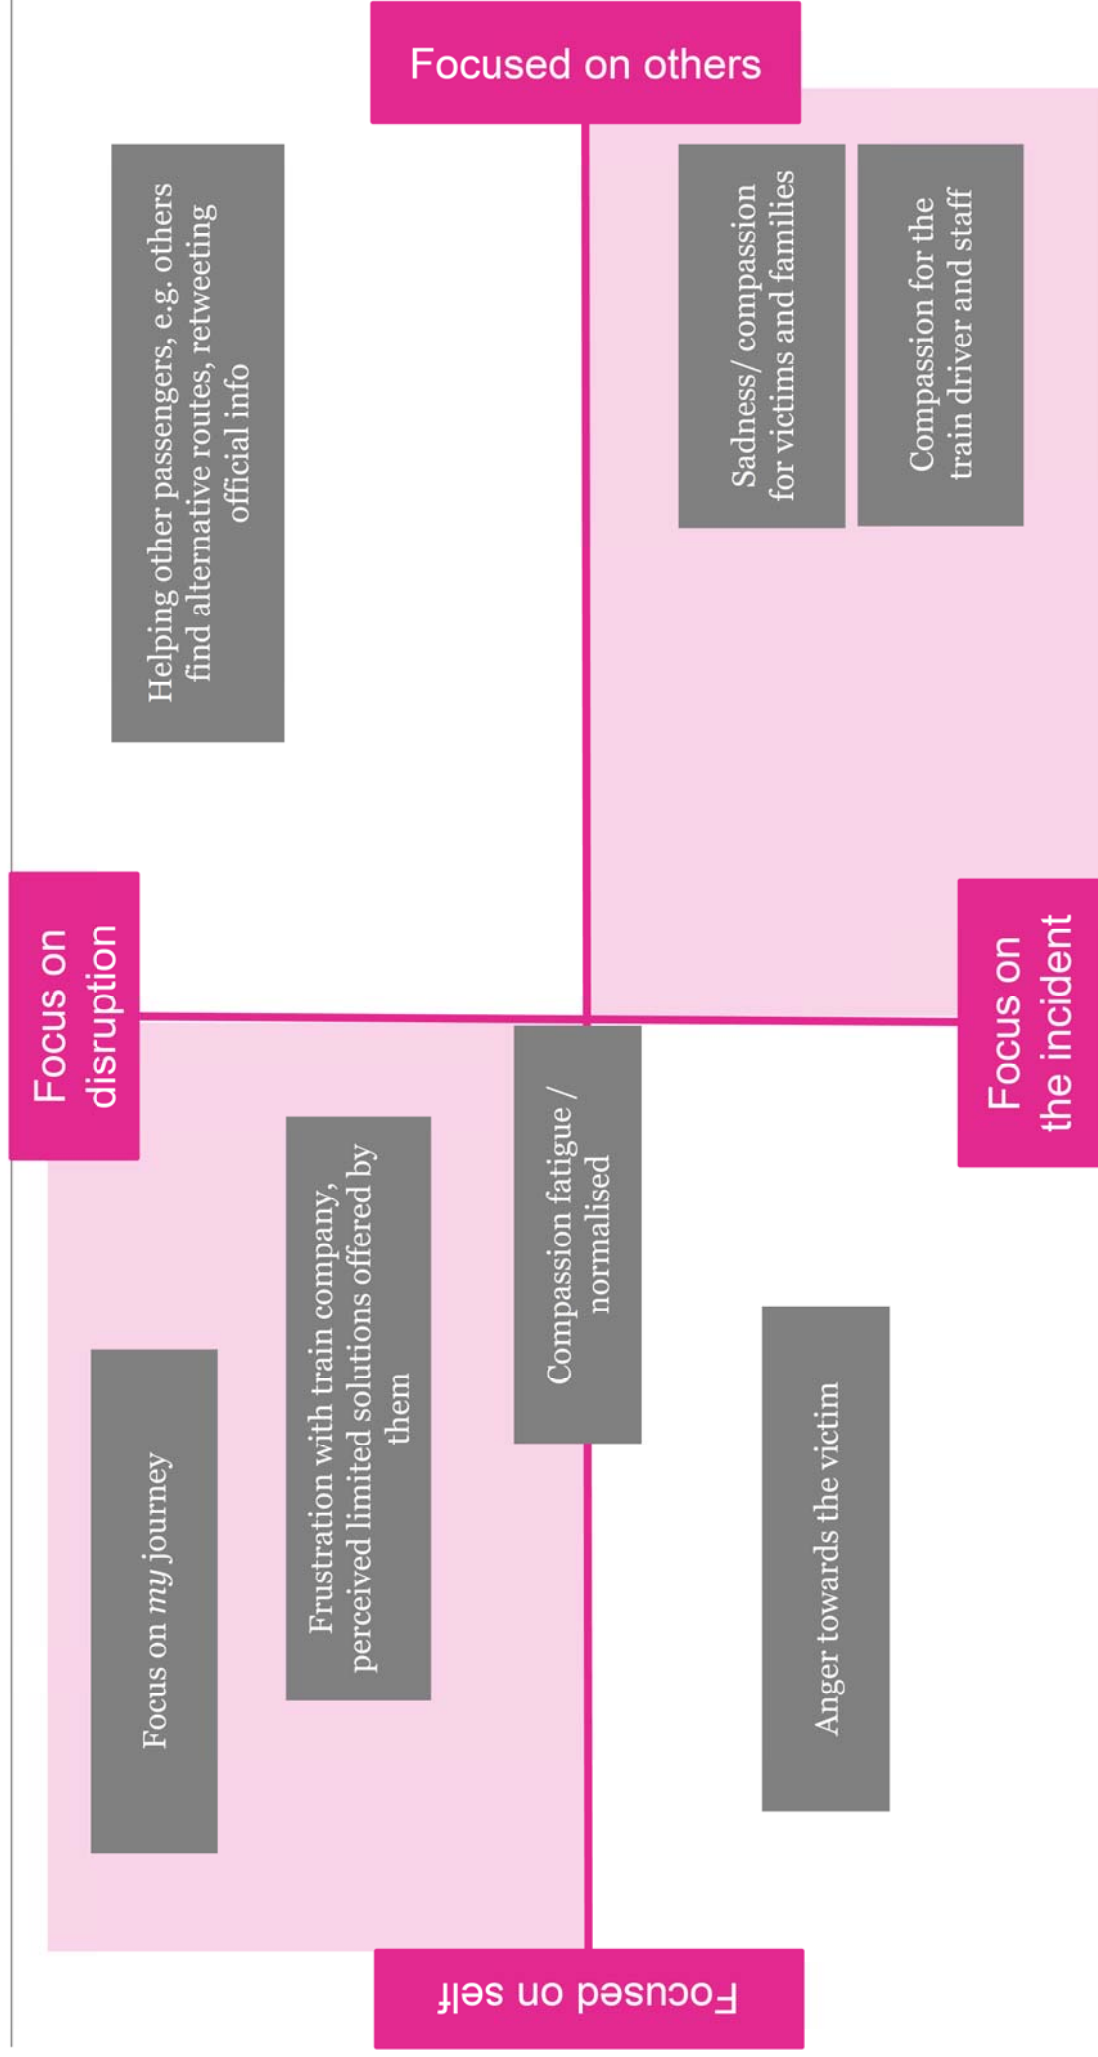 Focus on
disruption
Focus on my journey
Helping other passengers, e.g. others
find alternative routes, retweeting
official info
Frustration with train company,
perceived limited solutions offered by
them
Focused on self
Compassion fatigue /
normalised
Focused on others
Anger towards the victim
Sadness/ compassion
for victims and families
Compassion for the
train driver and staff
Focus on
the incident